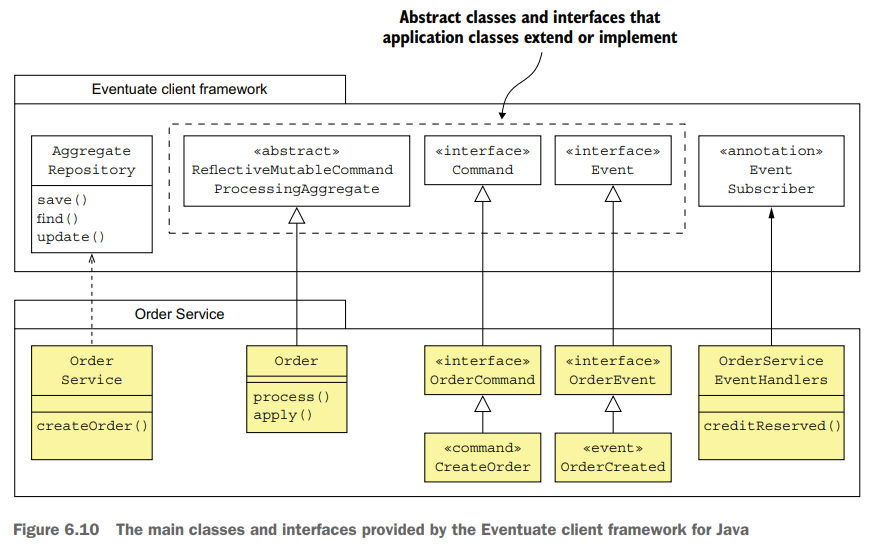 Abstract classes and interfaces that
application classes extend or implement
Eventuate client framework
Aggregate
Repository
save()
find()
update()
«abstract»
ReflectiveMutableCommand
ProcessingAggregate
«interface»
Command
«interface»
Event
«annotation»
Event
Subscriber
Order Service
Order
Service
createOrder()
Order
process()
apply()
«interface»
OrderCommand
«command»
CreateOrder
«interface»
OrderEvent
«event»
OrderCreated
OrderService
EventHandlers
creditReserved()
Figure 6.10 The main classes and interfaces provided by the Eventuate client framework for Java